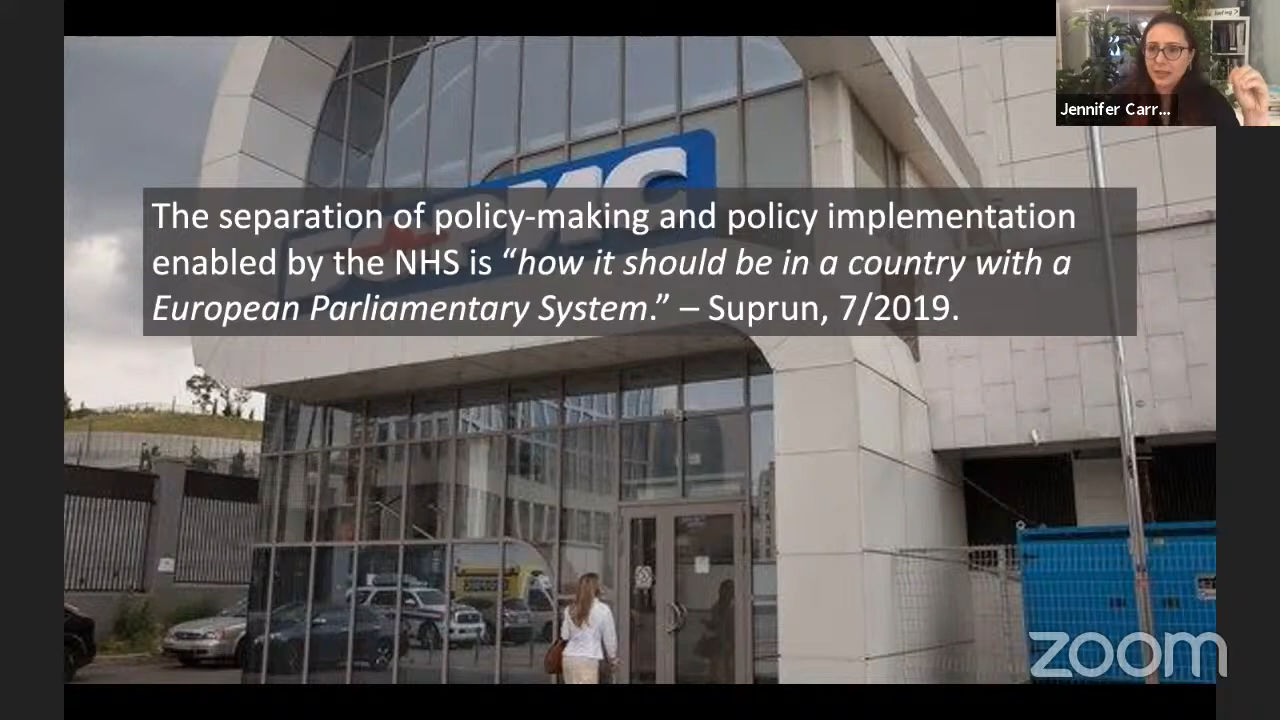 Jennifer Carr...
The separation of policy-making and policy implementation
enabled by the NHS is “how it should be in a country with a
European Parliamentary System.” – Suprun, 7/2019.
zoom